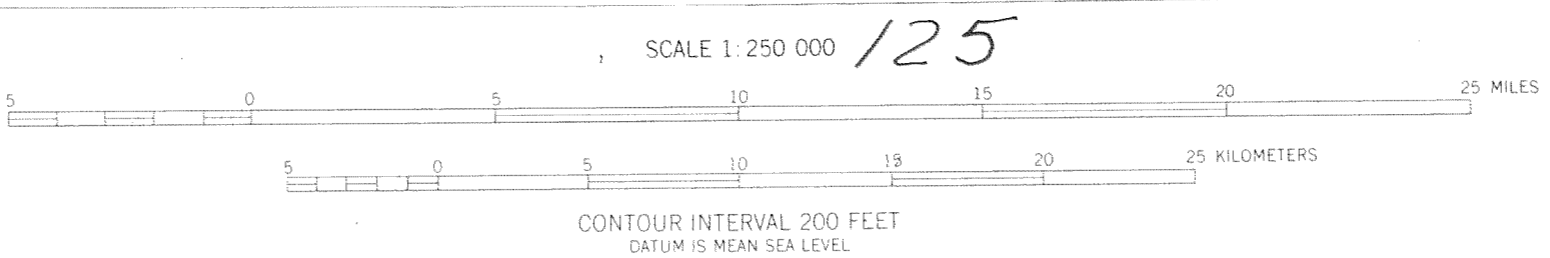 SCALE 1:250 000 125
5 0 5 10 15 20 25 MILES
5 0 5 10 15 20 25 KILOMETERS
CONTOUR INTERVAL 200 FEET
DATUM IS MEAN SEA LEVEL